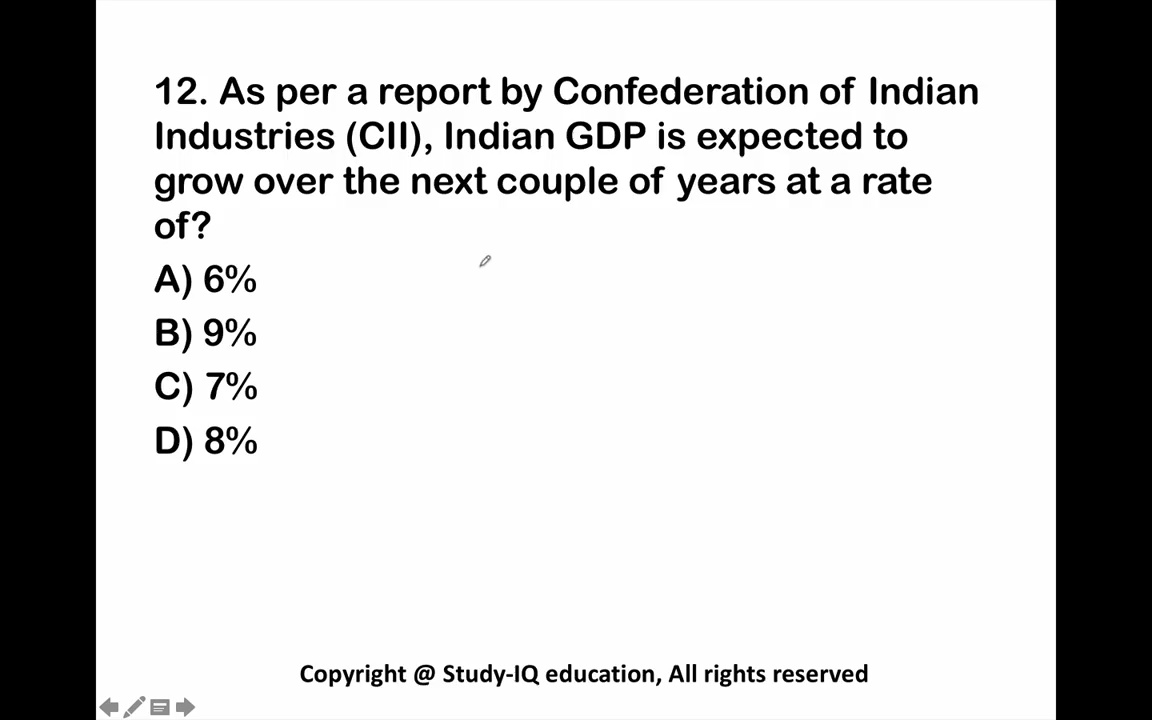 12. As per a report by Confederation of Indian
Industries (CII), Indian GDP is expected to
grow over the next couple of years at a rate
of?
A) 6%
B) 9%
C) 7%
D) 8%
Copyright @ Study-IQ education, All rights reserved